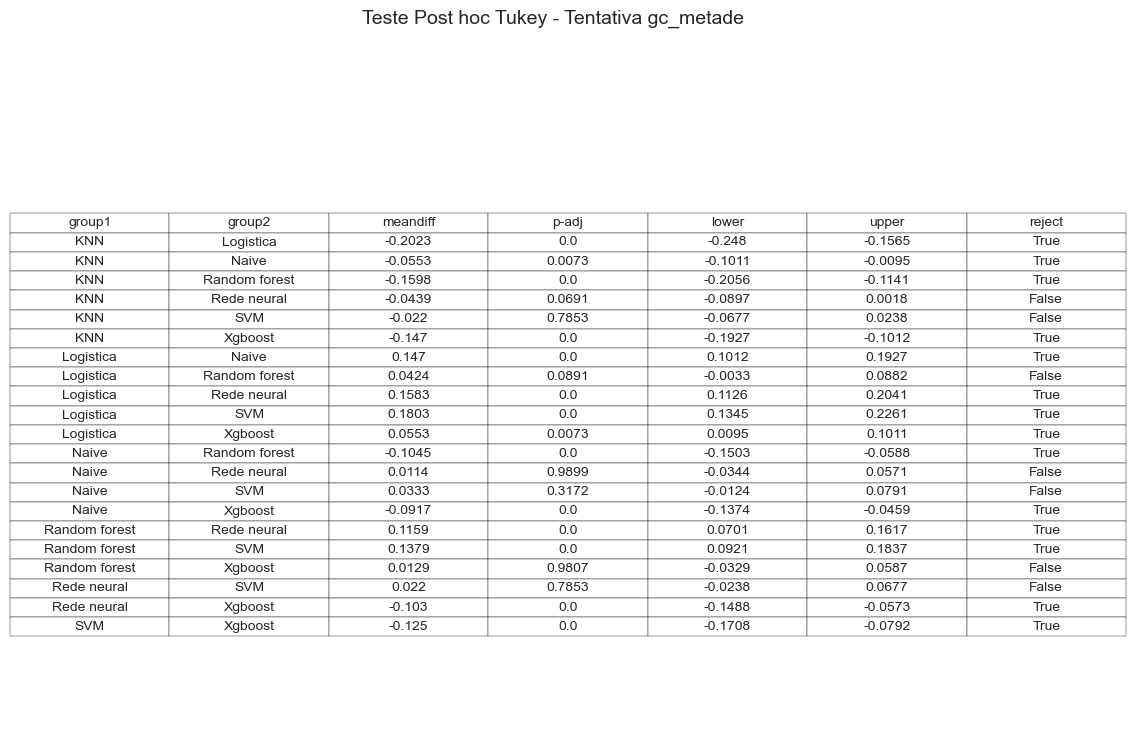 Teste Post hoc Tukey - Tentativa gc_metade
group1 group2 meandiff p-adj lower upper reject
KNN Logistica -0.2023 0.0 -0.248 -0.1565 True
KNN Naive -0.0553 0.0073 -0.1011 -0.0095 True
KNN Random forest -0.1598 0.0 -0.2056 -0.1141 True
KNN Rede neural -0.0439 0.0691 -0.0897 0.0018 False
KNN SVM -0.022 0.7853 -0.0677 0.0238 False
KNN Xgboost -0.147 0.0 -0.1927 -0.1012 True
Logistica Naive 0.147 0.0 0.1012 0.1927 True
Logistica Random forest 0.0424 0.0891 -0.0033 0.0882 False
Logistica Rede neural 0.1583 0.0 0.1126 0.2041 True
Logistica SVM 0.1803 0.0 0.1345 0.2261 True
Logistica Xgboost 0.0553 0.0073 0.0095 0.1011 True
Naive Random forest -0.1045 0.0 -0.1503 -0.0588 True
Naive Rede neural 0.0114 0.9899 -0.0344 0.0571 False
Naive SVM 0.0333 0.3172 -0.0124 0.0791 False
Naive Xgboost -0.0917 0.0 -0.1374 -0.0459 True
Random forest Rede neural 0.1159 0.0 0.0701 0.1617 True
Random forest SVM 0.1379 0.0 0.0921 0.1837 True
Random forest Xgboost 0.0129 0.9807 -0.0329 0.0587 False
Rede neural SVM 0.022 0.7853 -0.0238 0.0677 False
Rede neural Xgboost -0.103 0.0 -0.1488 -0.0573 True
SVM Xgboost -0.125 0.0 -0.1708 -0.0792 True